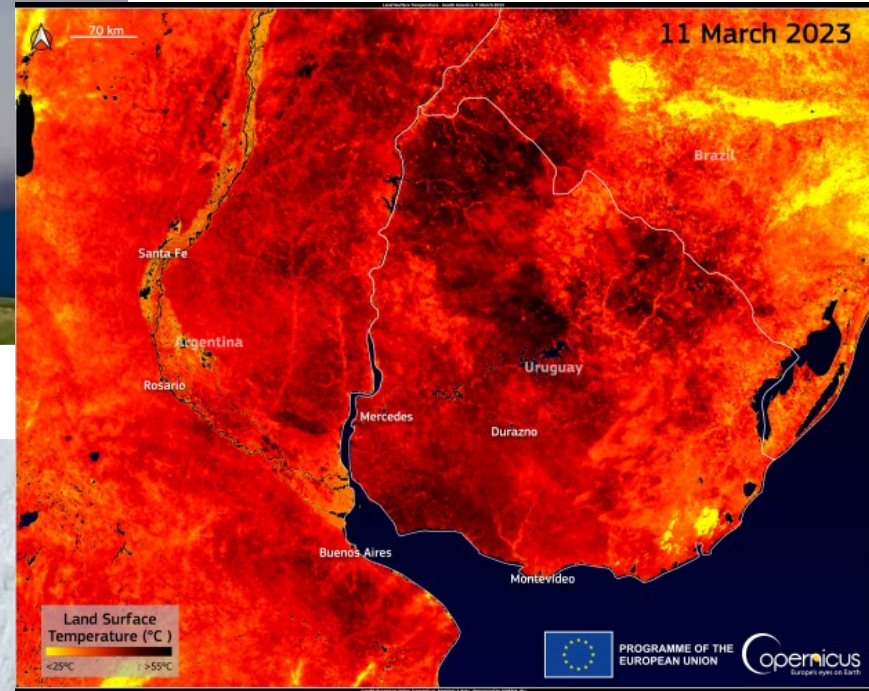 11 March 2023
70 km
Brazil
Santa Fe
Argentina
Rosario
Uruguay
Mercedes
Durazno
Buenos Aires
Montevideo
Land Surface
Temperature (°C )
<25°C >55°C
PROGRAMME OF THE
EUROPEAN UNION
opernicus
Europe's eyes on Earth